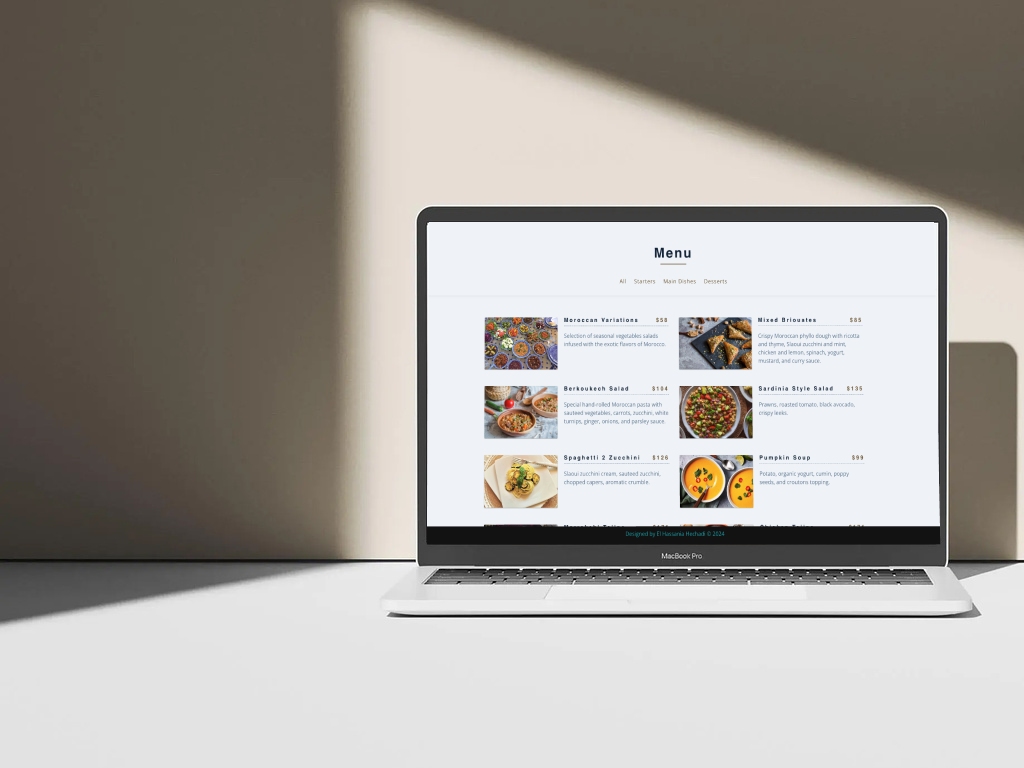 Menu
All Starters Main Dishes Desserts
Moroccan Variations $58
Selection of seasonal vegetables salads
infused with the exotic flavors of Morocco.
Mixed Briouates $85
Crispy Moroccan phyllo dough with ricotta
and thyme, Slaoui zucchini and mint,
chicken and lemon, spinach, yogurt,
mustard, and curry sauce.
Berkoukech Salad $104
Special hand-rolled Moroccan pasta with
sauteed vegetables, carrots, zucchini, white
turnips, ginger, onions, and parsley sauce.
Sardinia Style Salad $135
Prawns, roasted tomato, black avocado,
crispy leeks.
Spaghetti 2 Zucchini $126
Slaoui zucchini cream, sauteed zucchini,
chopped capers, aromatic crumble.
Pumpkin Soup $99
Potato, organic yogurt, cumin, poppy
seeds, and croutons topping.
Designed by El Hassania Hechadi © 2024
MacBook Pro